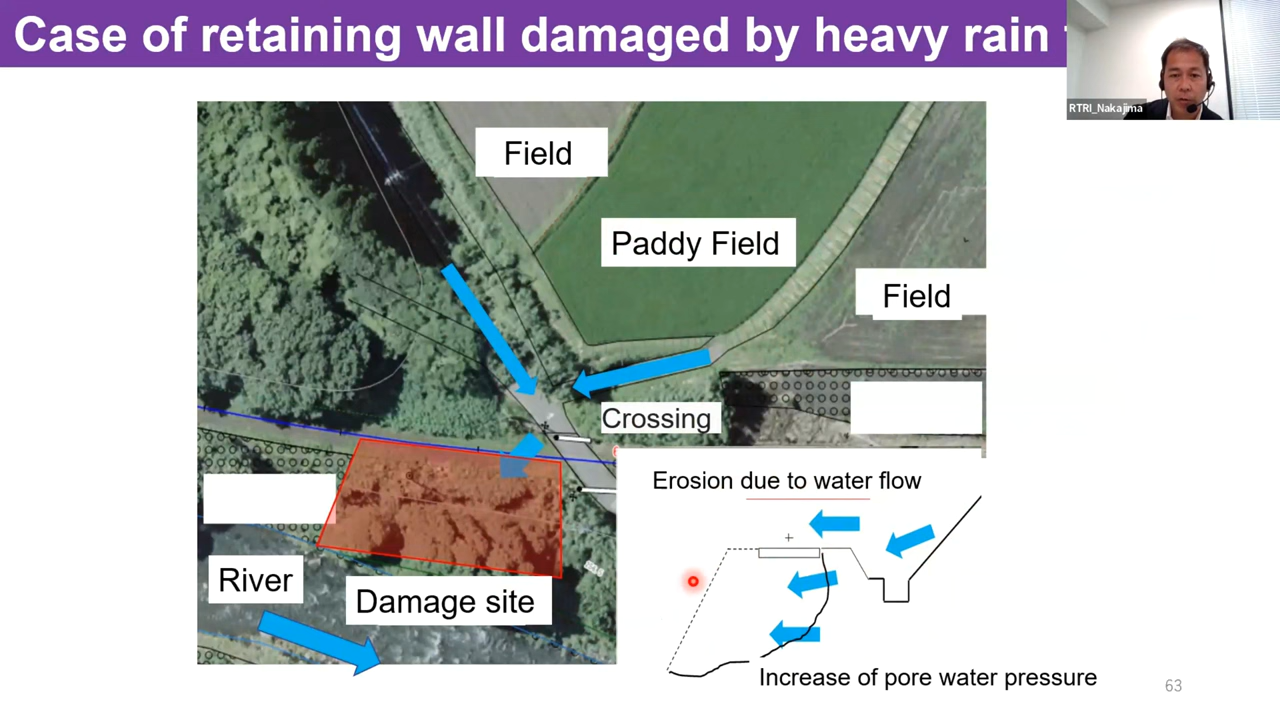 Case of retaining wall damaged by heavy rain
RTRI_Nakajima
Field
Paddy Field
Field
Crossing
Erosion due to water flow
River
Damage site
Increase of pore water pressure
63